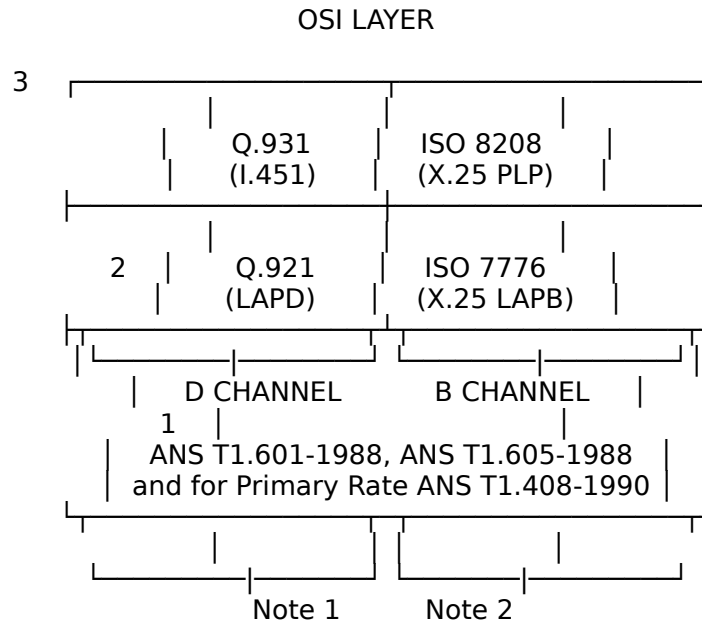 OSI LAYER
3
Q.931 ISO 8208
(I.451) (X.25 PLP)
2 Q.921 ISO 7776
(LAPD) (X.25 LAPB)
D CHANNEL B CHANNEL
1
ANS T1.601-1988, ANS T1.605-1988
and for Primary Rate ANS T1.408-1990
Note 1 Note 2